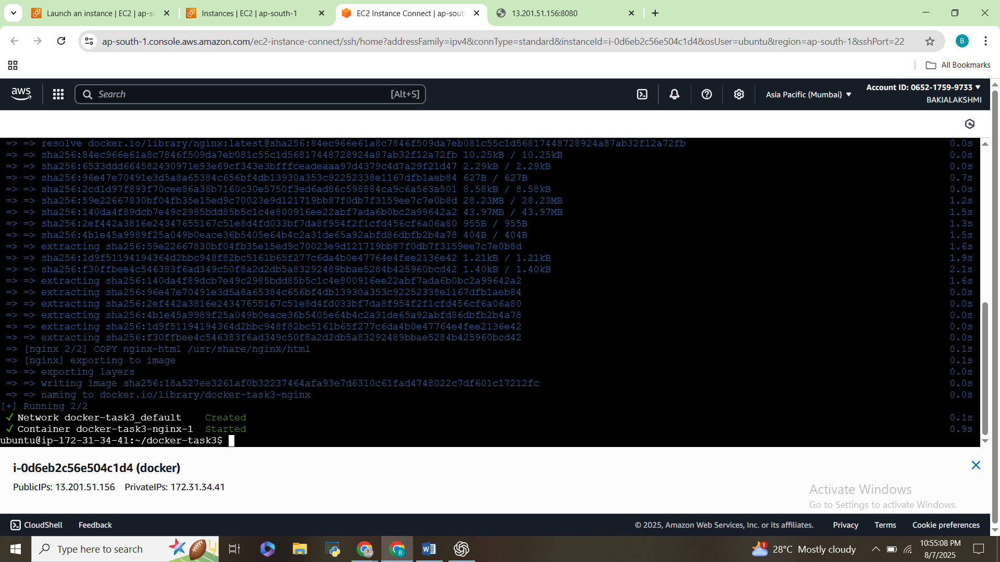 Launch an instance | EC2 | ap-sc
Instances | EC2 | ap-south-1
EC2 Instance Connect | ap-sout
13.201.51.156:8080
ap-south-1.console.aws.amazon.com/ec2-instance-connect/ssh/home?addressFamily=ipv4&connType=standard&instanceId=i-0d6eb2c56e504c1d4&osUser=ubuntu&region=ap-south-1&sshPort=22
B
All Bookmarks
aws
Search
[Alt+S]
Asia Pacific (Mumbai)
Account ID: 0652-1759-9733
BAKIALAKSHMI
=> => resolve docker.io/library/nginx:latest@sha256:84ec966e61a8c7846f509da7eb081c55c1d56817448728924a87ab32f12a72fb 0.0s
=> => sha256:84ec966e61a8c7846f509da7eb081c55c1d56817448728924a87ab32f12a72fb 10.25kB / 10.25kB 0.0s
=> => sha256:6533ddd664582430971e93e69cf343e3bfffceadeaaa97d4379c4d7a29f21d47 2.29kB / 2.29kB 0.0s
=> => sha256:96e47e70491e3d5a8a65384c656bf4db13930a353c92252338e1167dfb1aeb84 627B / 627B 0.7s
=> => sha256:2cd1d97f893f70cee86a38b7160c30e5750f3ed6ad86c598884ca9c6a563a501 8.58kB / 8.58kB 0.0s
=> => sha256:59e22667830bf04fb35e15ed9c70023e9d121719bb87f0db7f3159ee7c7e0b8d 28.23MB / 28.23MB 1.2s
=> => sha256:140da4f89dcb7e49c2985bdd85b5c1c4e800916ee22abf7ada6b0bc2a99642a2 43.97MB / 43.97MB 1.5s
=> => sha256:2ef442a3816e24347655167c51e8d4fd033bf7da8f954f2f1cfd456cf6a06a80 955B / 955B 1.3s
=> => sha256:4b1e45a9989f25a049b0eace36b5405e64b4c2a31de65a92abfd86dbfb2b4a78 404B / 404B 1.5s
=> => extracting sha256:59e22667830bf04fb35e15ed9c70023e9d121719bb87f0db7f3159ee7c7e0b8d 1.6s
=> => sha256:1d9f51194194364d2bbc948f82bc5161b65f277c6da4b0e47764e4fee2136e42 1.21kB / 1.21kB 1.9s
=> => sha256:f30ffbee4c546383f6ad349c50f8a2d2db5a83292489bbae5284b425960bcd42 1.40kB / 1.40kB 2.1s
=> => extracting sha256:140da4f89dcb7e49c2985bdd85b5c1c4e800916ee22abf7ada6b0bc2a99642a2 1.6s
=> => extracting sha256:96e47e70491e3d5a8a65384c656bf4db13930a353c92252338e1167dfb1aeb84 0.0s
=> => extracting sha256:2ef442a3816e24347655167c51e8d4fd033bf7da8f954f2f1cfd456cf6a06a80 0.0s
=> => extracting sha256:4b1e45a9989f25a049b0eace36b5405e64b4c2a31de65a92abfd86dbfb2b4a78 0.0s
=> => extracting sha256:1d9f51194194364d2bbc948f82bc5161b65f277c6da4b0e47764e4fee2136e42 0.0s
=> => extracting sha256:f30ffbee4c546383f6ad349c50f8a2d2db5a83292489bbae5284b425960bcd42 0.0s
=> [nginx 2/2] COPY nginx-html /usr/share/nginx/html 0.1s
=> [nginx] exporting to image 0.1s
=> => exporting layers 0.0s
=> => writing image sha256:18a527ee3261af0b32237464afa93e7d6310c61fad4748022c7df601c17212fc 0.0s
=> => naming to docker.io/library/docker-task3-nginx 0.0s
[+] Running 2/2
✓ Network docker-task3_default Created 0.1s
✓ Container docker-task3-nginx-1 Started 0.9s
ubuntu@ip-172-31-34-41:~/docker-task3$
i-0d6eb2c56e504c1d4 (docker)
PublicIPs: 13.201.51.156 PrivateIPs: 172.31.34.41
Activate Windows
Go to Settings to activate Windows.
CloudShell
Feedback
© 2025, Amazon Web Services, Inc. or its affiliates.
Privacy
Terms
Cookie preferences
Type here to search
1
28°C Mostly cloudy
10:55:08 PM
8/7/2025